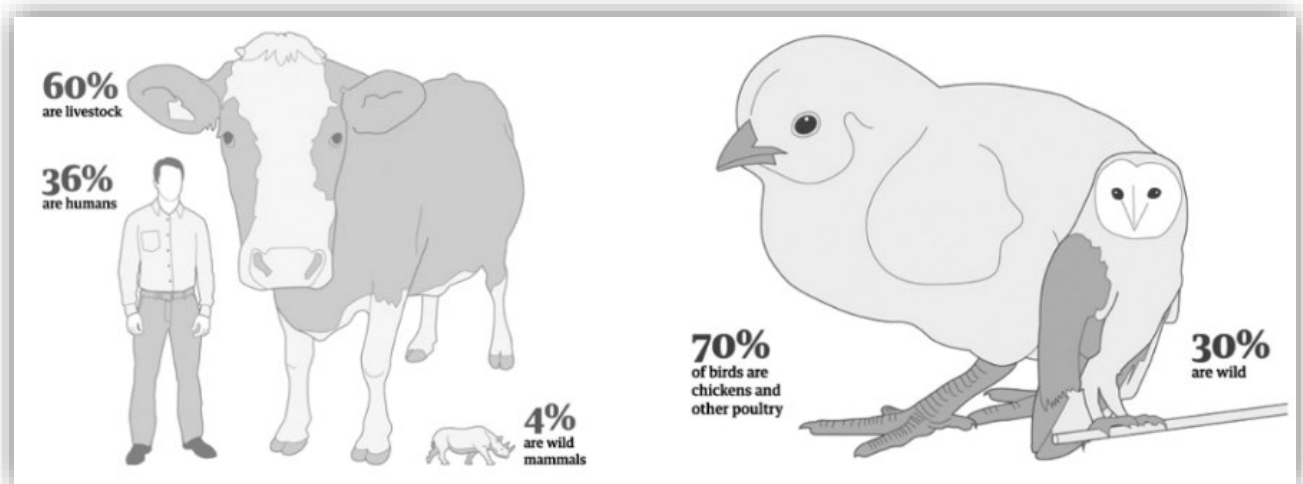 60%
are livestock
36%
are humans
4%
are wild
mammals
70%
of birds are
chickens and
other poultry
30%
are wild